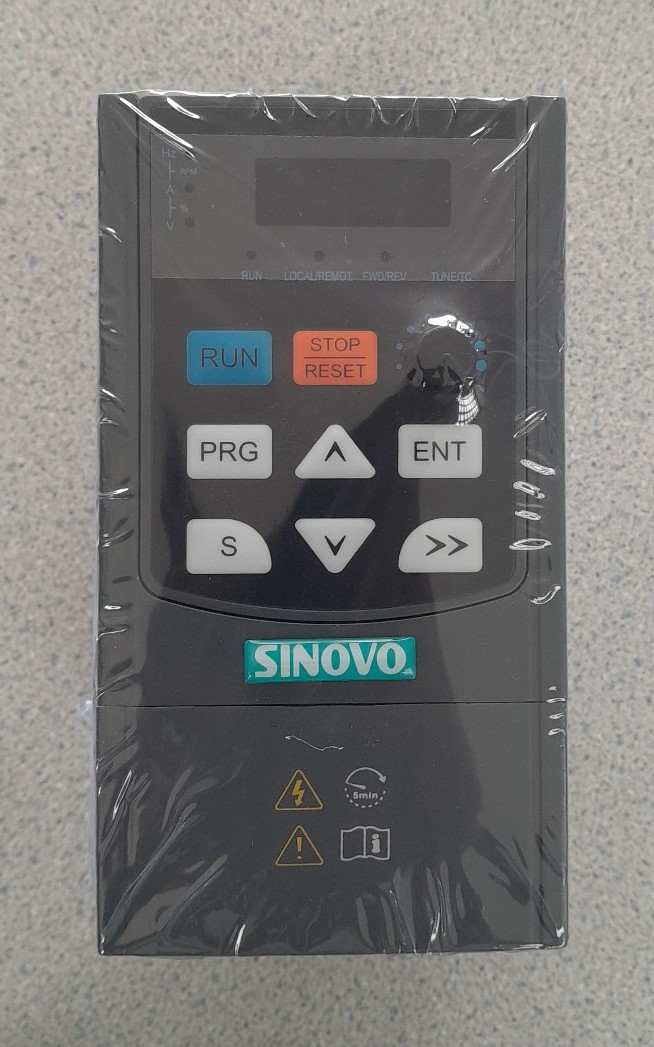 Hz
RPM
A
%
V
RUN LOCAL/REMOT FWD/REV TUNE/TC
RUN STOP
RESET
PRG ENT
S >>
SINOVO
5min
i